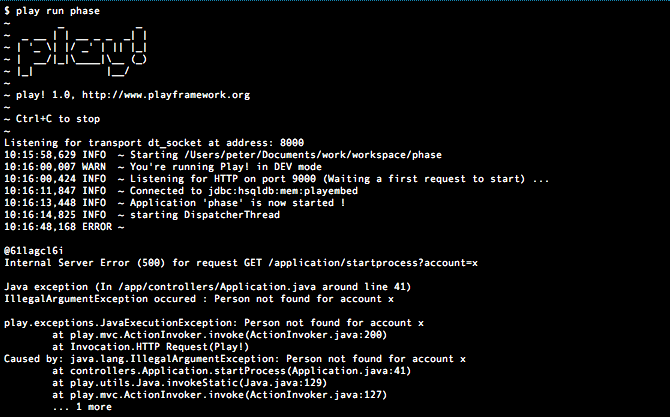 $ play run phase
~        _            _
~  _ __ | | __ _ _  _| |
~ | '_ \| |/ _' | || |_|
~ |  __/|_|\____|\__ (_)
~ |_|            |__/
~
~ play! 1.0, http://www.playframework.org
~
~ Ctrl+C to stop
~
Listening for transport dt_socket at address: 8000
10:15:58,629 INFO  ~ Starting /Users/peter/Documents/work/workspace/phase
10:16:00,007 WARN  ~ You're running Play! in DEV mode
10:16:00,424 INFO  ~ Listening for HTTP on port 9000 (Waiting a first request to start) ...
10:16:11,847 INFO  ~ Connected to jdbc:hsqldb:mem:playembed
10:16:13,448 INFO  ~ Application 'phase' is now started !
10:16:14,825 INFO  ~ starting DispatcherThread
10:16:48,168 ERROR ~
@61lagcl6i
Internal Server Error (500) for request GET /application/startprocess?account=x
Java exception (In /app/controllers/Application.java around line 41)
IllegalArgumentException occured : Person not found for account x
play.exceptions.JavaExecutionException: Person not found for account x
        at play.mvc.ActionInvoker.invoke(ActionInvoker.java:200)
        at Invocation.HTTP Request(Play!)
Caused by: java.lang.IllegalArgumentException: Person not found for account x
        at controllers.Application.startProcess(Application.java:41)
        at play.utils.Java.invokeStatic(Java.java:129)
        at play.mvc.ActionInvoker.invoke(ActionInvoker.java:127)
        ... 1 more